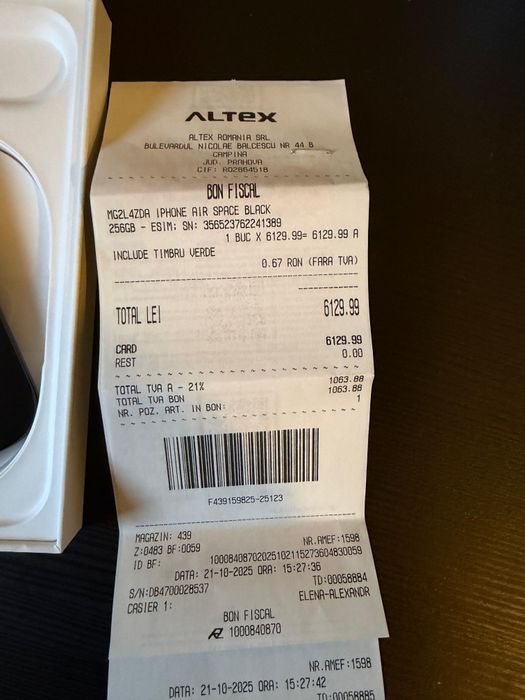 ALTEX
ALTEX ROMANIA SRL
BULEVARDUL NICOLAE BALCESCU NR 44 B
CAMPINA
JUD. PRAHOVA
CIF: RO2864518
BON FISCAL
MG2L4ZDA IPHONE AIR SPACE BLACK
256GB - ESIM: SN: 356523762241389
1 BUC X 6129.99= 6129.99 A
INCLUDE TIMBRU VERDE
0.67 RON (FARA TVA)
TOTAL LEI 6129.99
CARD 6129.99
REST 0.00
TOTAL TVA A - 21% 1063.88
TOTAL TVA BON 1063.88
NR. POZ. ART. IN BON: 1
F439159825-25123
MAGAZIN: 439
Z:0483 BF:0059 NR.AMEF:1598
ID BF: 10008408702025102115273604830059
DATA: 21-10-2025 ORA: 15:27:36
S/N:DB4700028537 TD:00058884
CASIER 1: ELENA-ALEXANDR
BON FISCAL
1000840870
NR.AMEF:1598
DATA: 21-10-2025 ORA: 15:27:42
TD:00058885